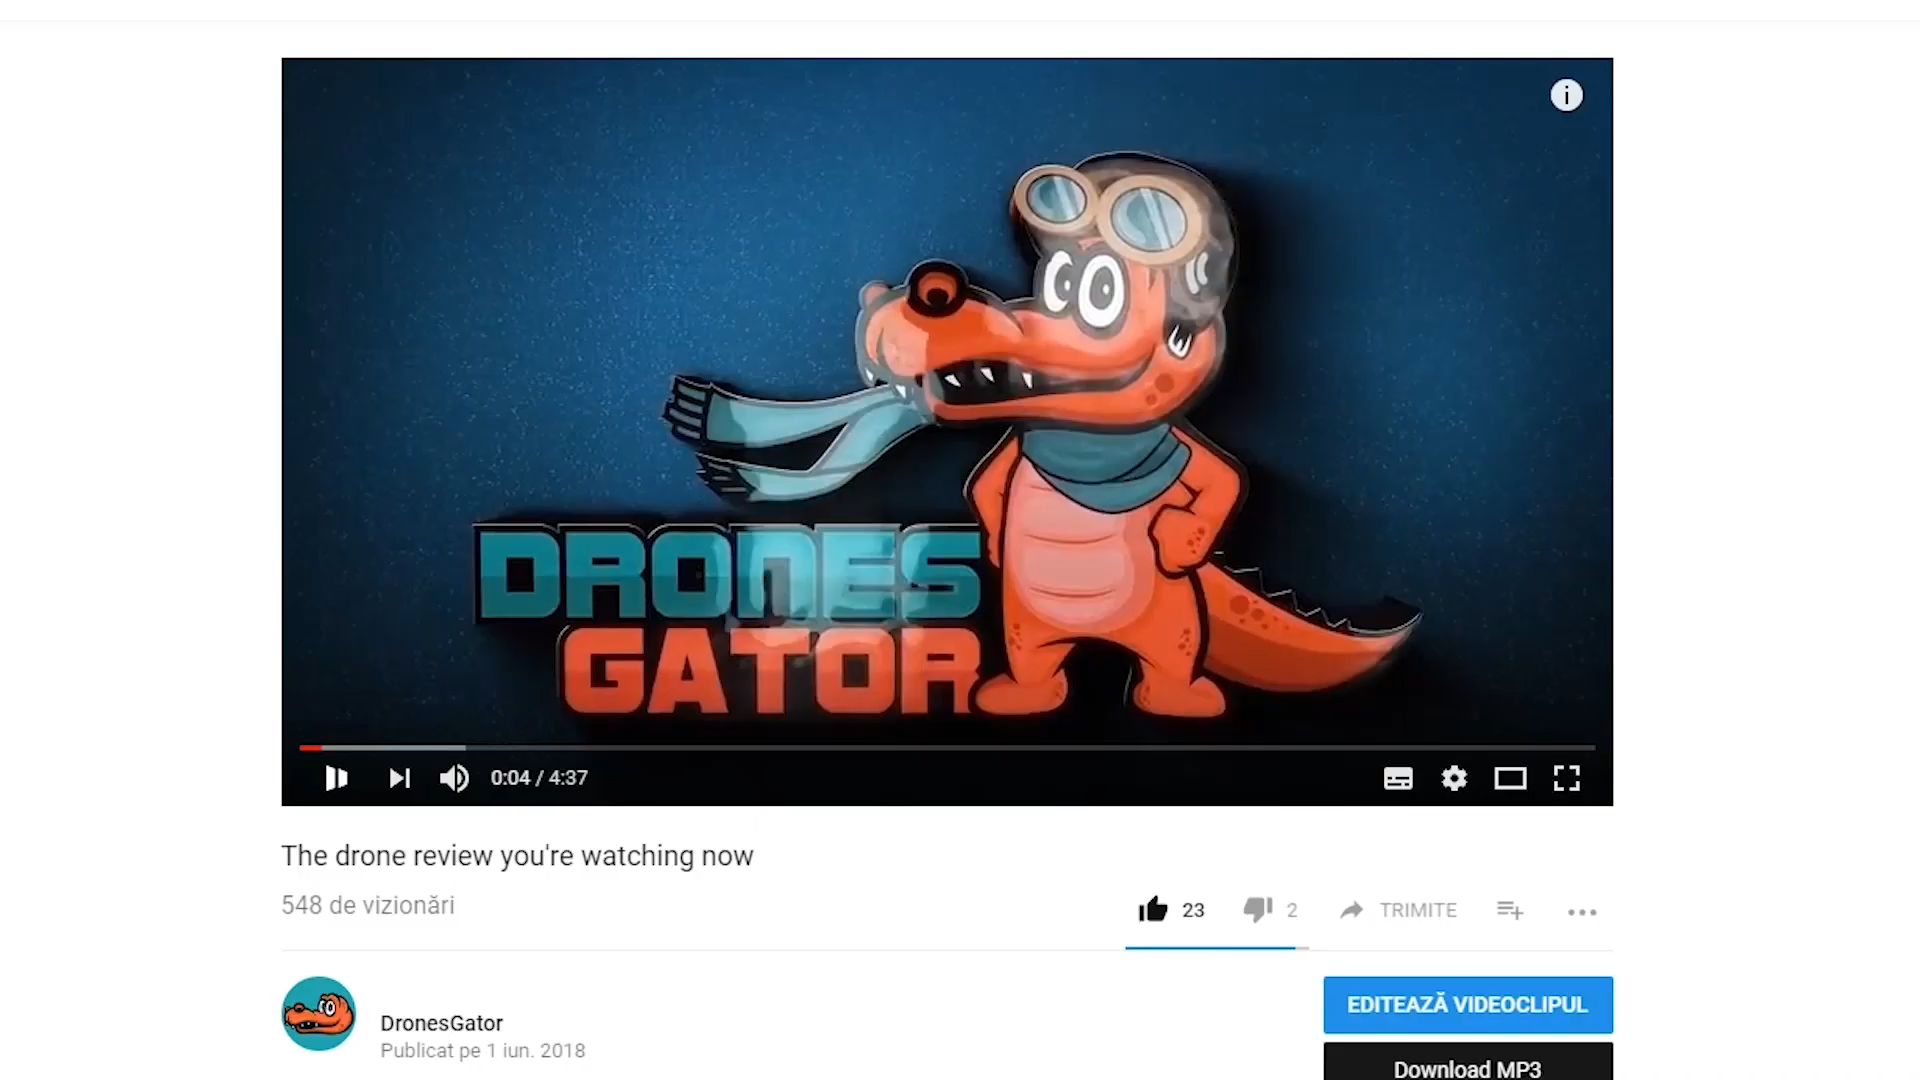 DRONES
GATOR
0:04 / 4:37
The drone review you're watching now
548 de vizionări
23
2
TRIMITE
DronesGator
Publicat pe 1 iun. 2018
EDITEAZĂ VIDEOCLIPUL
Download MP3